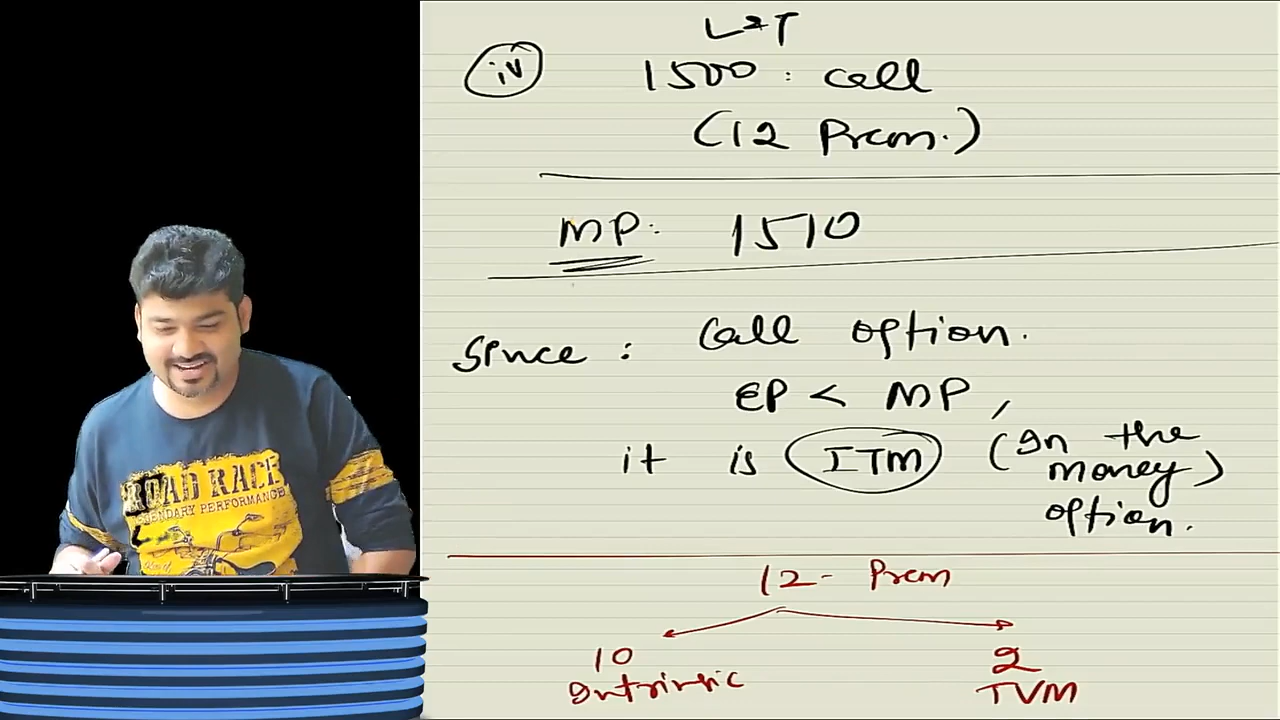 L&T
iv 1500 : call
(12 Prem.)
MP: 1510
Since : Call option.
EP < MP,
it is ITM (In the
money)
option.
12 - Prem
10 2
Intrinsic TVM
ROAD RACE
LEGENDARY PERFORMANCE